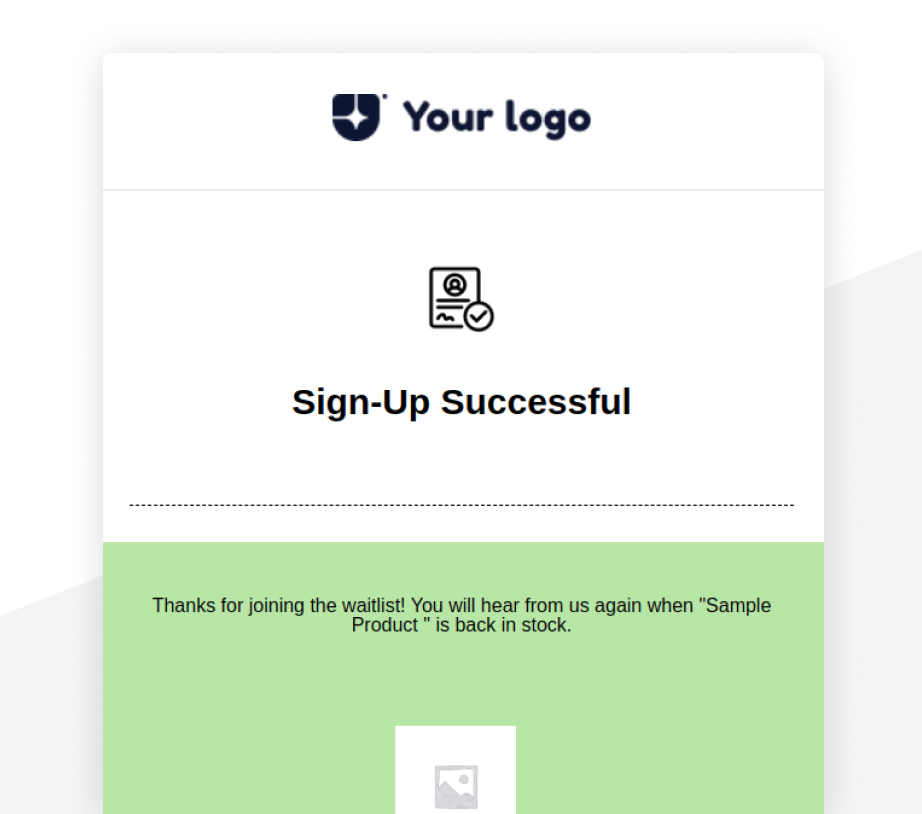 Your logo
Sign-Up Successful
Thanks for joining the waitlist! You will hear from us again when "Sample
Product " is back in stock.